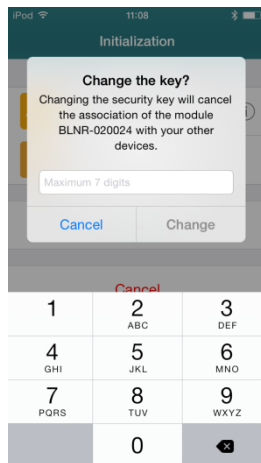 iPod 11:08
Initialization
Change the key?
Changing the security key will cancel
the association of the module
BLNR-020024 with your other
devices.
Maximum 7 digits
Cancel Change
Cancel
1 2 3
ABC DEF
4 5 6
GHI JKL MNO
7 8 9
PQRS TUV WXYZ
0